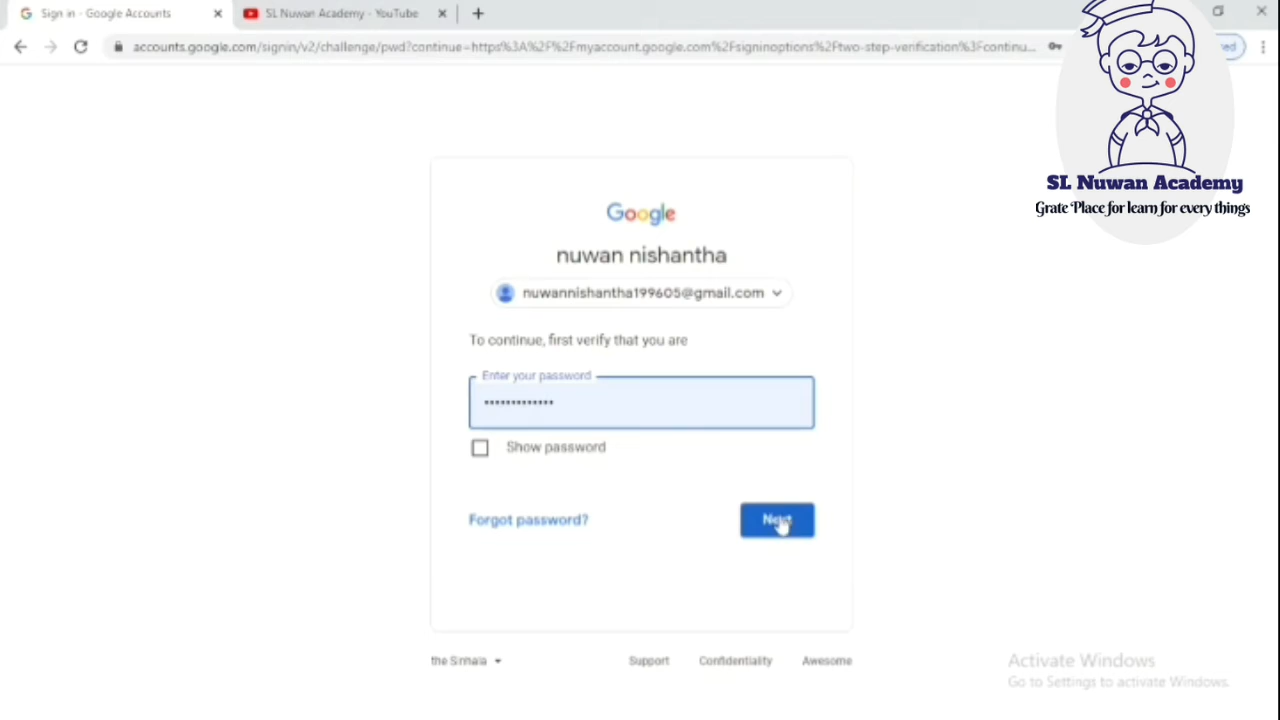 Sign in - Google Accounts
SL Nuwan Academy - YouTube
accounts.google.com/signin/v2/challenge/pwd?continue=https%3A%2F%2Fmyaccount.google.com%2Fsigninoptions%2Ftwo-step-verification%3Fcontinu...
SL Nuwan Academy
Grate Place for learn for every things
Google
nuwan nishantha
nuwannishantha199605@gmail.com
To continue, first verify that you are
Enter your password
•••••••••••••
Show password
Forgot password?
Next
the Sinhala
Support
Confidentiality
Awesome
Activate Windows
Go to Settings to activate Windows.